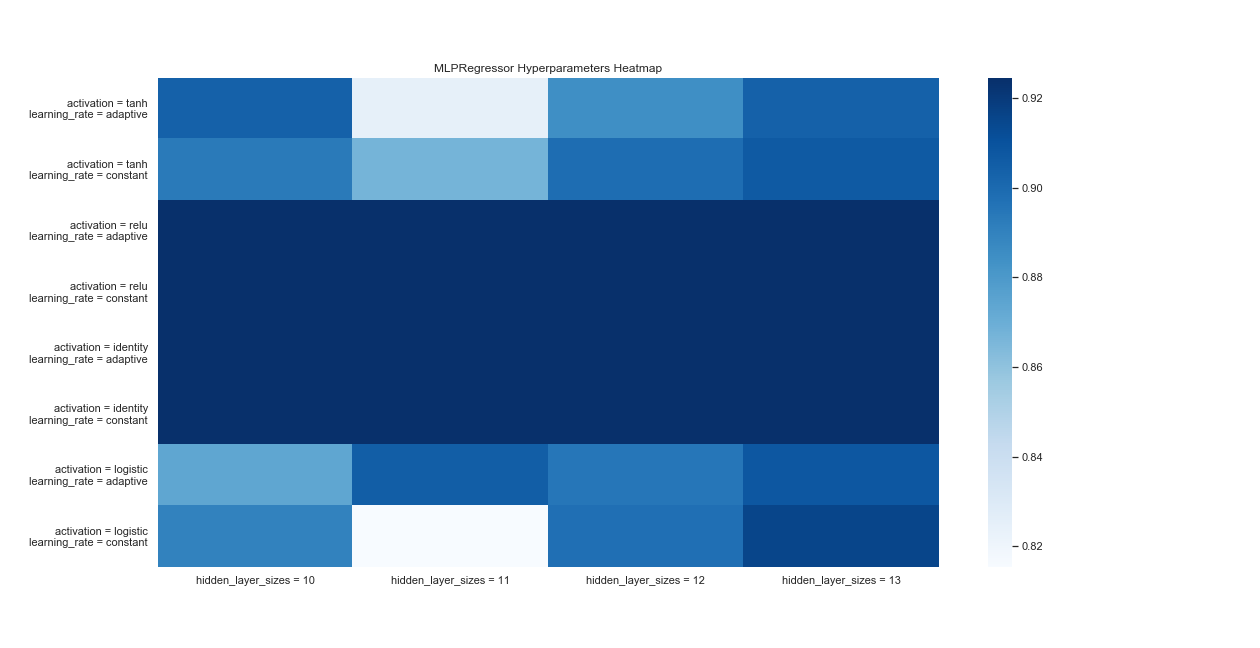 MLPRegressor Hyperparameters Heatmap
activation = tanh
learning_rate = adaptive
activation = tanh
learning_rate = constant
activation = relu
learning_rate = adaptive
activation = relu
learning_rate = constant
activation = identity
learning_rate = adaptive
activation = identity
learning_rate = constant
activation = logistic
learning_rate = adaptive
activation = logistic
learning_rate = constant
hidden_layer_sizes = 10
hidden_layer_sizes = 11
hidden_layer_sizes = 12
hidden_layer_sizes = 13
0.92
0.90
0.88
0.86
0.84
0.82